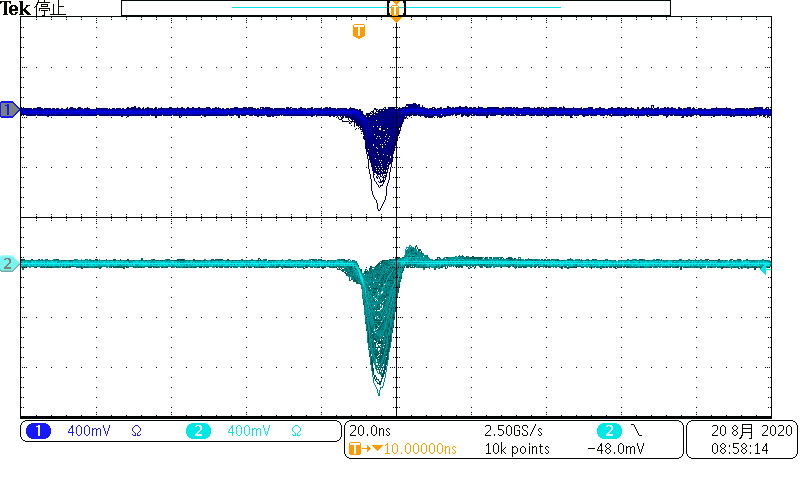 Tek 停止
T
T
1
2
1 400mV Ω 2 400mV Ω
20.0ns 2.50GS/s 2
T→▼10.00000ns 10k points −48.0mV
20 8月 2020
08:58:14